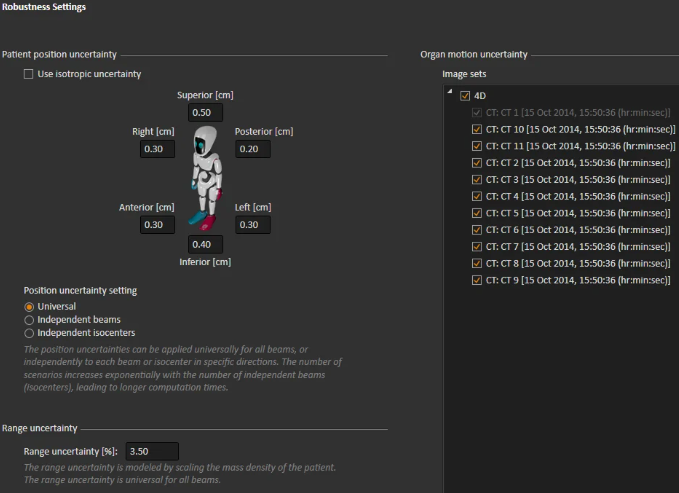 Robustness Settings
Patient position uncertainty
Use isotropic uncertainty
Superior [cm]
0.50
Right [cm]
Posterior [cm]
0.30
0.20
Anterior [cm]
Left [cm]
0.30
0.30
0.40
Inferior [cm]
Position uncertainty setting
Universal
Independent beams
Independent isocenters
The position uncertainties can be applied universally for all beams, or
independently to each beam or isocenter in specific directions. The number of
scenarios increases exponentially with the number of independent beams
(isocenters), leading to longer computation times.
Range uncertainty
Range uncertainty [%]: 3.50
The range uncertainty is modeled by scaling the mass density of the patient.
The range uncertainty is universal for all beams.
Organ motion uncertainty
Image sets
4D
CT: CT 1 [15 Oct 2014, 15:50:36 (hr:min:sec)]
CT: CT 10 [15 Oct 2014, 15:50:36 (hr:min:sec)]
CT: CT 11 [15 Oct 2014, 15:50:36 (hr:min:sec)]
CT: CT 2 [15 Oct 2014, 15:50:36 (hr:min:sec)]
CT: CT 3 [15 Oct 2014, 15:50:36 (hr:min:sec)]
CT: CT 4 [15 Oct 2014, 15:50:36 (hr:min:sec)]
CT: CT 5 [15 Oct 2014, 15:50:36 (hr:min:sec)]
CT: CT 6 [15 Oct 2014, 15:50:36 (hr:min:sec)]
CT: CT 7 [15 Oct 2014, 15:50:36 (hr:min:sec)]
CT: CT 8 [15 Oct 2014, 15:50:36 (hr:min:sec)]
CT: CT 9 [15 Oct 2014, 15:50:36 (hr:min:sec)]